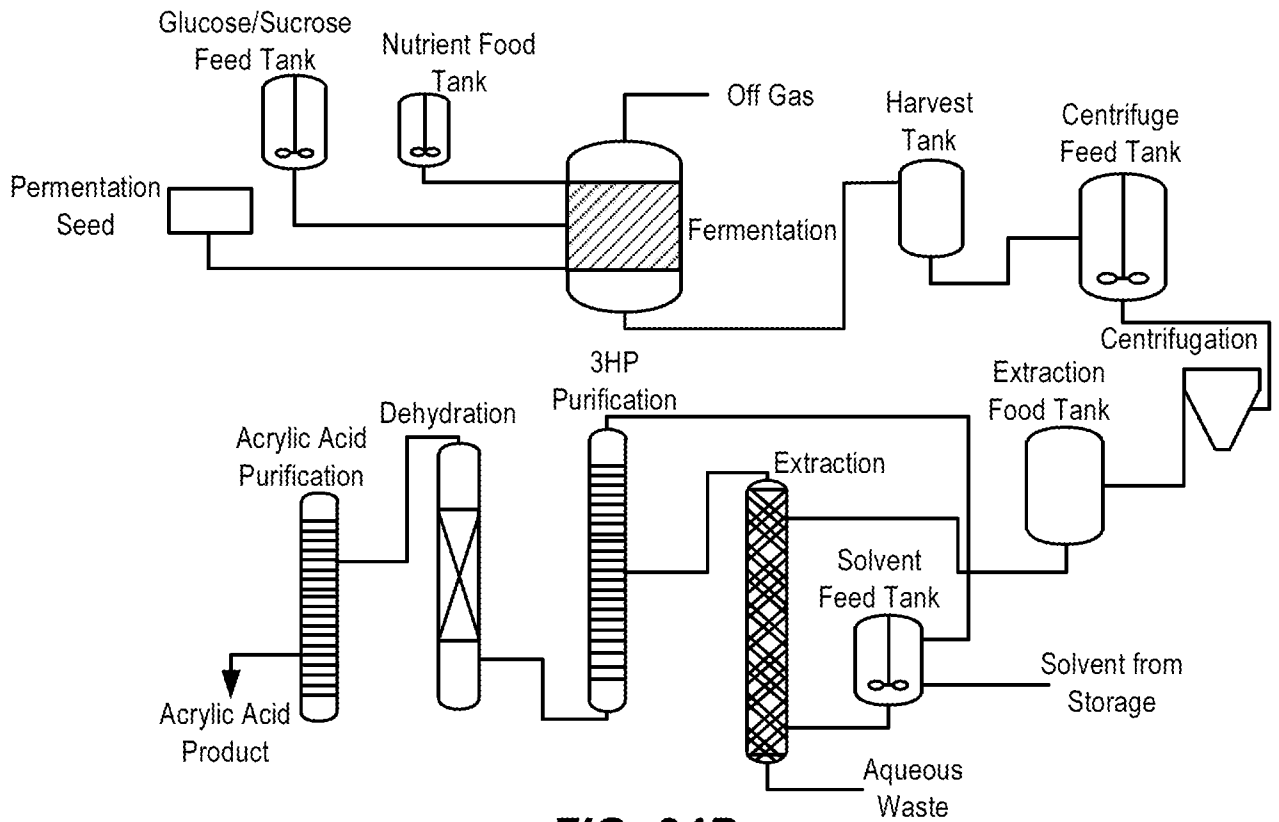 Glucose/Sucrose
Feed Tank
Nutrient Food
Tank
Off Gas
Harvest
Tank
Centrifuge
Feed Tank
Permentation
Seed
Fermentation
Centrifugation
3HP
Purification
Extraction
Food Tank
Dehydration
Acrylic Acid
Purification
Extraction
Solvent
Feed Tank
Solvent from
Storage
Acrylic Acid
Product
Aqueous
Waste